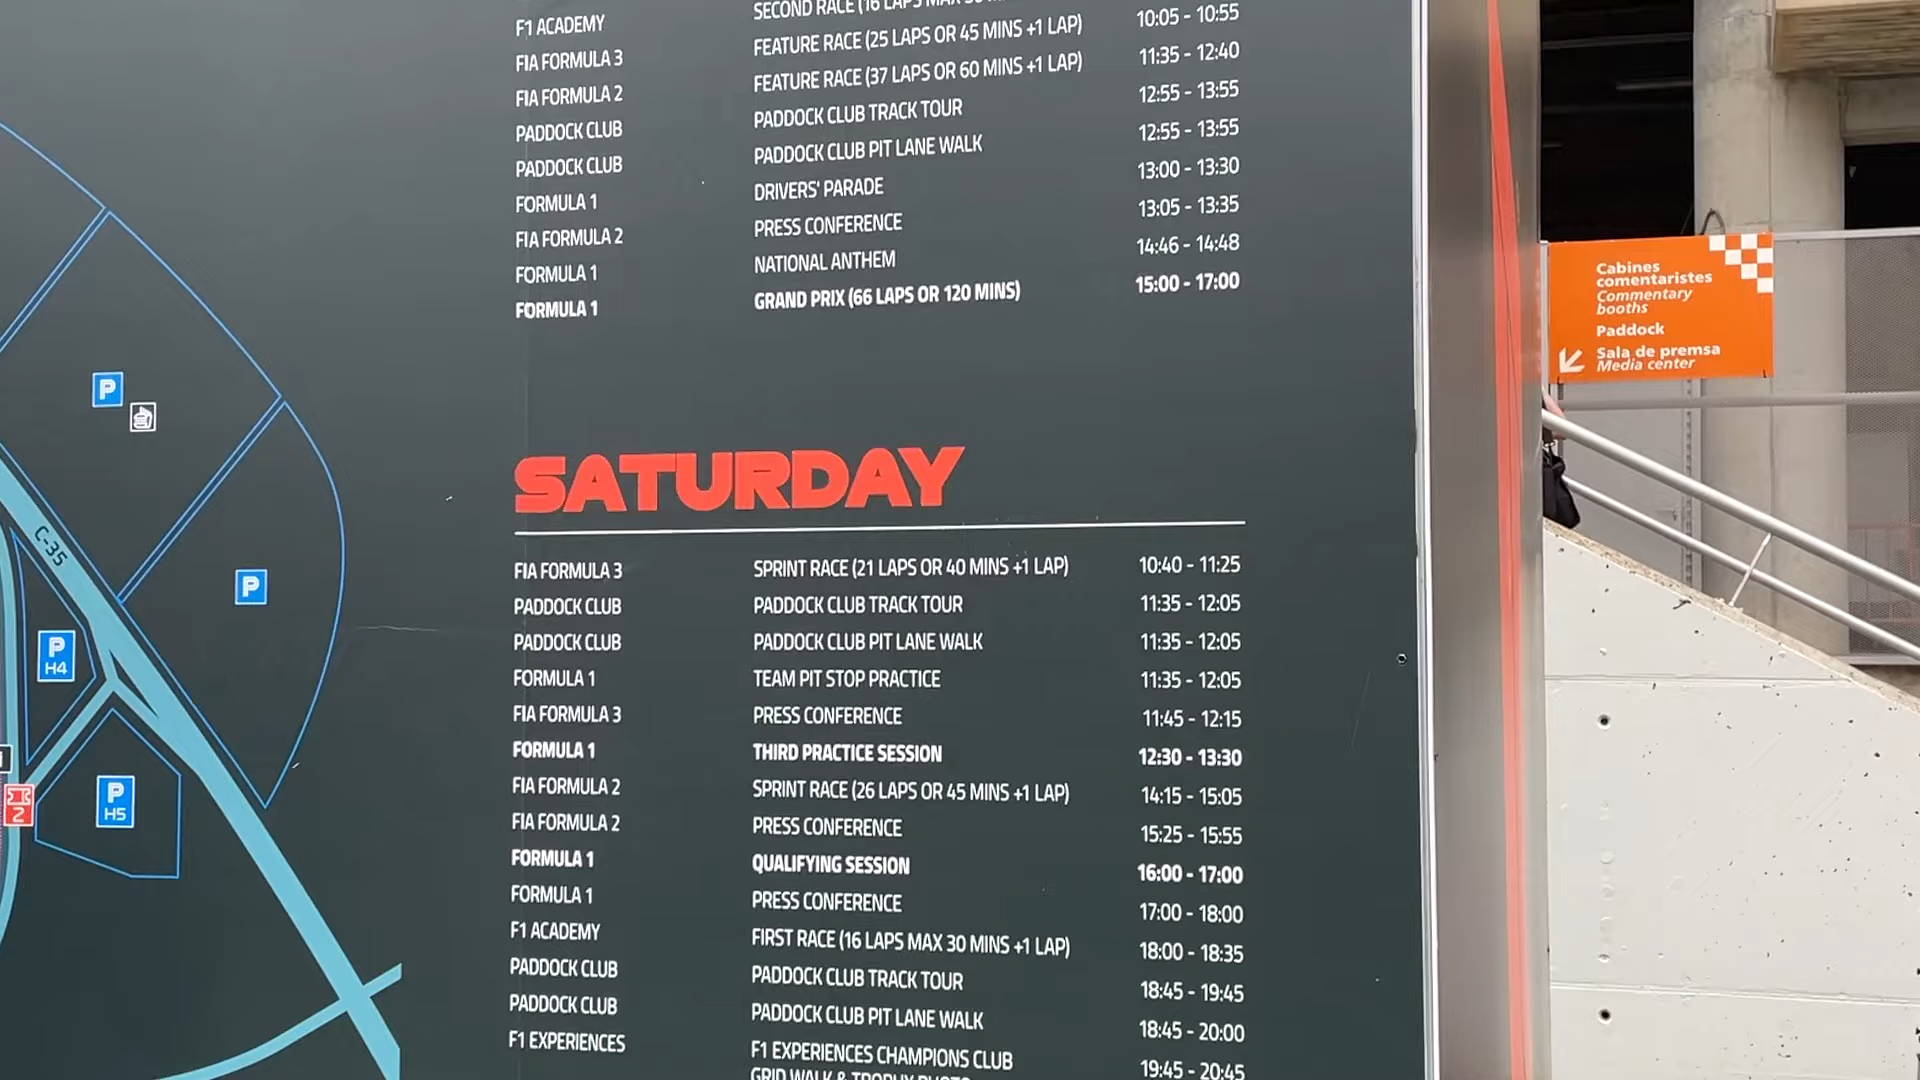 F1 ACADEMY SECOND RACE (16 LAPS MAX
FIA FORMULA 3 FEATURE RACE (25 LAPS OR 45 MINS +1 LAP) 10:05 - 10:55
FIA FORMULA 2 FEATURE RACE (37 LAPS OR 60 MINS +1 LAP) 11:35 - 12:40
PADDOCK CLUB PADDOCK CLUB TRACK TOUR 12:55 - 13:55
PADDOCK CLUB PADDOCK CLUB PIT LANE WALK 12:55 - 13:55
FORMULA 1 DRIVERS' PARADE 13:00 - 13:30
FIA FORMULA 2 PRESS CONFERENCE 13:05 - 13:35
FORMULA 1 NATIONAL ANTHEM 14:46 - 14:48
FORMULA 1 GRAND PRIX (66 LAPS OR 120 MINS) 15:00 - 17:00
SATURDAY
FIA FORMULA 3 SPRINT RACE (21 LAPS OR 40 MINS +1 LAP) 10:40 - 11:25
PADDOCK CLUB PADDOCK CLUB TRACK TOUR 11:35 - 12:05
PADDOCK CLUB PADDOCK CLUB PIT LANE WALK 11:35 - 12:05
FORMULA 1 TEAM PIT STOP PRACTICE 11:35 - 12:05
FIA FORMULA 3 PRESS CONFERENCE 11:45 - 12:15
FORMULA 1 THIRD PRACTICE SESSION 12:30 - 13:30
FIA FORMULA 2 SPRINT RACE (26 LAPS OR 45 MINS +1 LAP) 14:15 - 15:05
FIA FORMULA 2 PRESS CONFERENCE 15:25 - 15:55
FORMULA 1 QUALIFYING SESSION 16:00 - 17:00
FORMULA 1 PRESS CONFERENCE 17:00 - 18:00
F1 ACADEMY FIRST RACE (16 LAPS MAX 30 MINS +1 LAP) 18:00 - 18:35
PADDOCK CLUB PADDOCK CLUB TRACK TOUR 18:45 - 19:45
PADDOCK CLUB PADDOCK CLUB PIT LANE WALK 18:45 - 20:00
F1 EXPERIENCES F1 EXPERIENCES CHAMPIONS CLUB 19:45 - 20:45
GRID WALK & TROPHY PHOTO
P
C-35
P
P
H4
P
H5
2
Cabines
comentaristes
Commentary
booths
Paddock
Sala de premsa
Media center